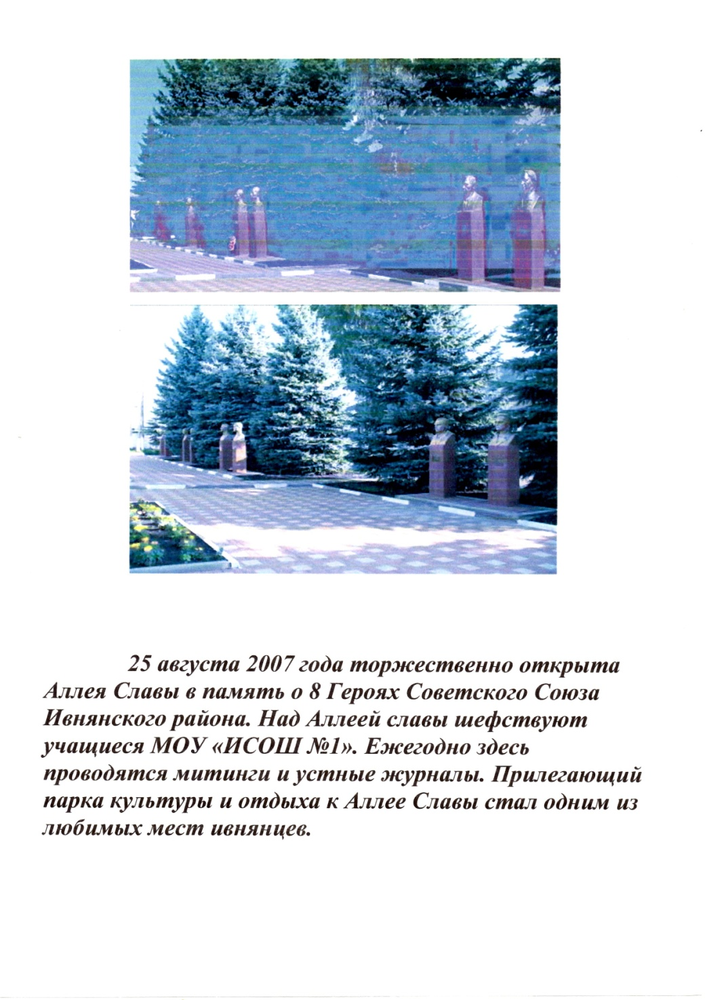 25 августа 2007 года торжественно открыта
Аллея Славы в память о 8 Героях Советского Союза
Ивнянского района. Над Аллеей славы шефствуют
учащиеся МОУ «ИСОШ №1». Ежегодно здесь
проводятся митинги и устные журналы. Прилегающий
парка культуры и отдыха к Аллее Славы стал одним из
любимых мест ивнянцев.